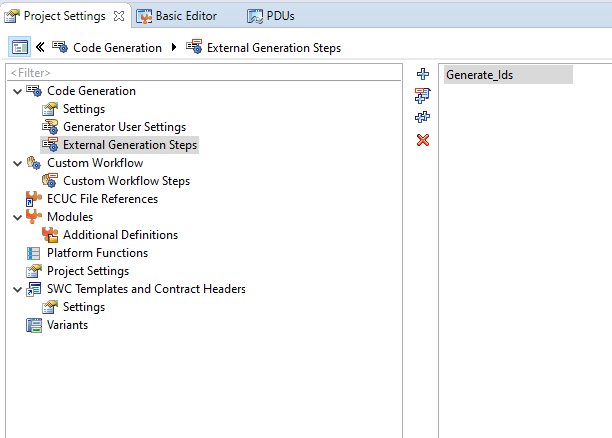 Project Settings Basic Editor PDUs
Code Generation External Generation Steps
<Filter>
Code Generation
Settings
Generator User Settings
External Generation Steps
Custom Workflow
Custom Workflow Steps
ECUC File References
Modules
Additional Definitions
Platform Functions
Project Settings
SWC Templates and Contract Headers
Settings
Variants
Generate_lds